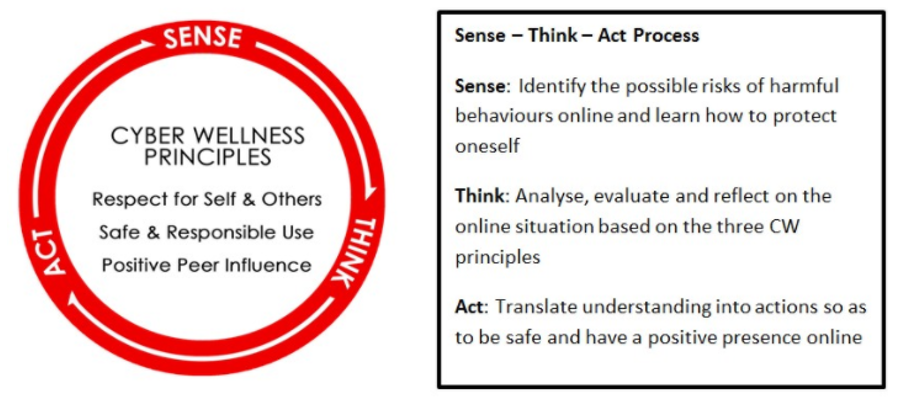 SENSE
CYBER WELLNESS
PRINCIPLES
Respect for Self & Others
Safe & Responsible Use
Positive Peer Influence
THINK
ACT
Sense – Think – Act Process
Sense: Identify the possible risks of harmful
behaviours online and learn how to protect
oneself
Think: Analyse, evaluate and reflect on the
online situation based on the three CW
principles
Act: Translate understanding into actions so as
to be safe and have a positive presence online